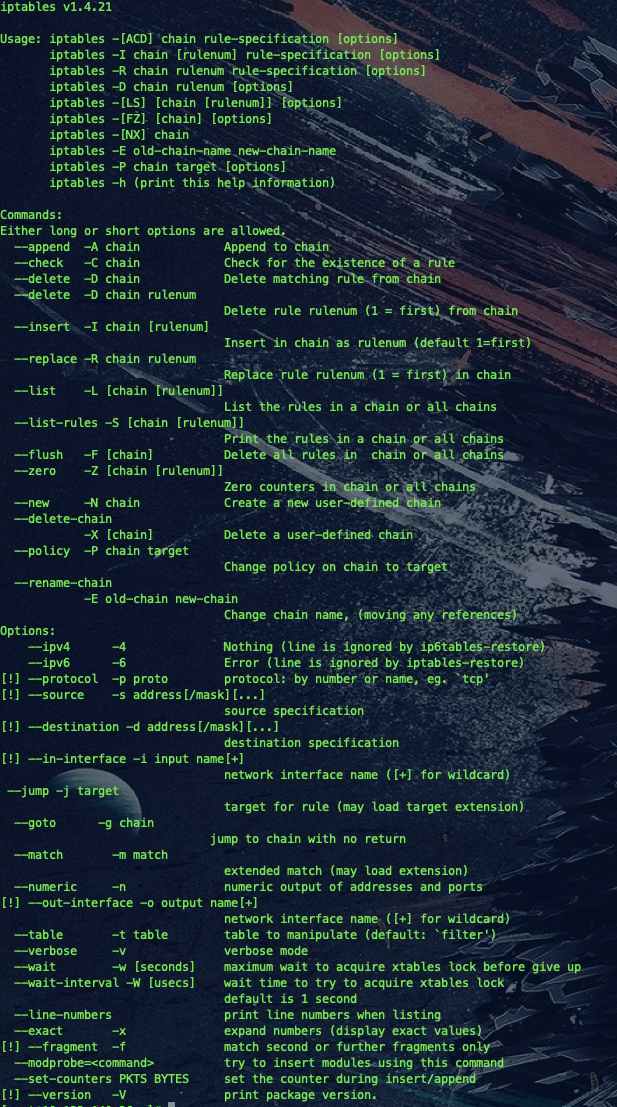 iptables v1.4.21

Usage: iptables -[ACD] chain rule-specification [options]
       iptables -I chain [rulenum] rule-specification [options]
       iptables -R chain rulenum rule-specification [options]
       iptables -D chain rulenum [options]
       iptables -[LS] [chain [rulenum]] [options]
       iptables -[FZ] [chain] [options]
       iptables -[NX] chain
       iptables -E old-chain-name new-chain-name
       iptables -P chain target [options]
       iptables -h (print this help information)

Commands:
Either long or short options are allowed.
  --append  -A chain            Append to chain
  --check   -C chain            Check for the existence of a rule
  --delete  -D chain            Delete matching rule from chain
  --delete  -D chain rulenum
                                Delete rule rulenum (1 = first) from chain
  --insert  -I chain [rulenum]
                                Insert in chain as rulenum (default 1=first)
  --replace -R chain rulenum
                                Replace rule rulenum (1 = first) in chain
  --list    -L [chain [rulenum]]
                                List the rules in a chain or all chains
  --list-rules -S [chain [rulenum]]
                                Print the rules in a chain or all chains
  --flush   -F [chain]          Delete all rules in  chain or all chains
  --zero    -Z [chain [rulenum]]
                                Zero counters in chain or all chains
  --new     -N chain            Create a new user-defined chain
  --delete-chain
            -X [chain]          Delete a user-defined chain
  --policy  -P chain target
                                Change policy on chain to target
  --rename-chain
            -E old-chain new-chain
                                Change chain name, (moving any references)
Options:
    --ipv4      -4              Nothing (line is ignored by ip6tables-restore)
    --ipv6      -6              Error (line is ignored by iptables-restore)
[!] --protocol  -p proto        protocol: by number or name, eg. `tcp'
[!] --source    -s address[/mask][...]
                                source specification
[!] --destination -d address[/mask][...]
                                destination specification
[!] --in-interface -i input name[+]
                                network interface name ([+] for wildcard)
 --jump -j target
                                target for rule (may load target extension)
  --goto      -g chain
                              jump to chain with no return
  --match       -m match
                                extended match (may load extension)
  --numeric     -n              numeric output of addresses and ports
[!] --out-interface -o output name[+]
                                network interface name ([+] for wildcard)
  --table       -t table        table to manipulate (default: `filter')
  --verbose     -v              verbose mode
  --wait        -w [seconds]    maximum wait to acquire xtables lock before give up
  --wait-interval -W [usecs]    wait time to try to acquire xtables lock
                                default is 1 second
  --line-numbers                print line numbers when listing
  --exact       -x              expand numbers (display exact values)
[!] --fragment  -f              match second or further fragments only
  --modprobe=<command>          try to insert modules using this command
  --set-counters PKTS BYTES     set the counter during insert/append
[!] --version   -V              print package version.